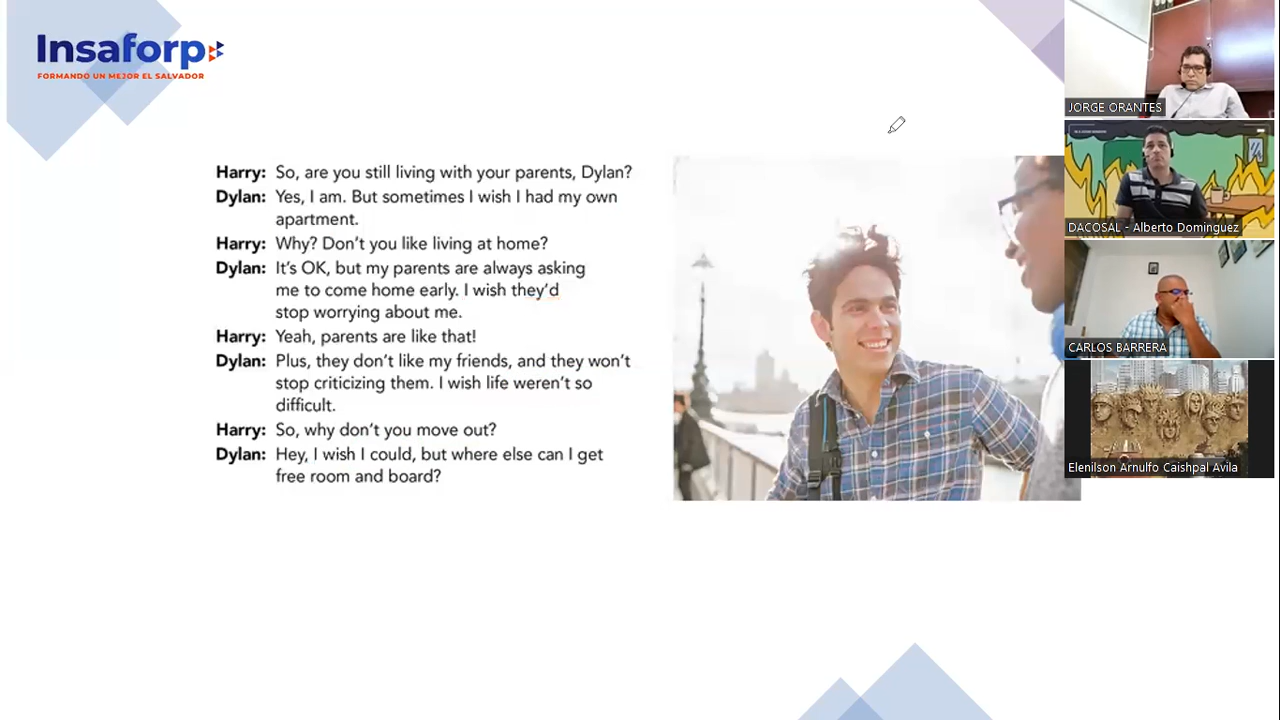 Insaforp
FORMANDO UN MEJOR EL SALVADOR
Harry: So, are you still living with your parents, Dylan?
Dylan: Yes, I am. But sometimes I wish I had my own
apartment.
Harry: Why? Don't you like living at home?
Dylan: It's OK, but my parents are always asking
me to come home early. I wish they'd
stop worrying about me.
Harry: Yeah, parents are like that!
Dylan: Plus, they don't like my friends, and they won't
stop criticizing them. I wish life weren't so
difficult.
Harry: So, why don't you move out?
Dylan: Hey, I wish I could, but where else can I get
free room and board?
JORGE ORANTES
DACOSAL - Alberto Dominguez
CARLOS BARRERA
Elenilson Arnulfo Caishpal Avila